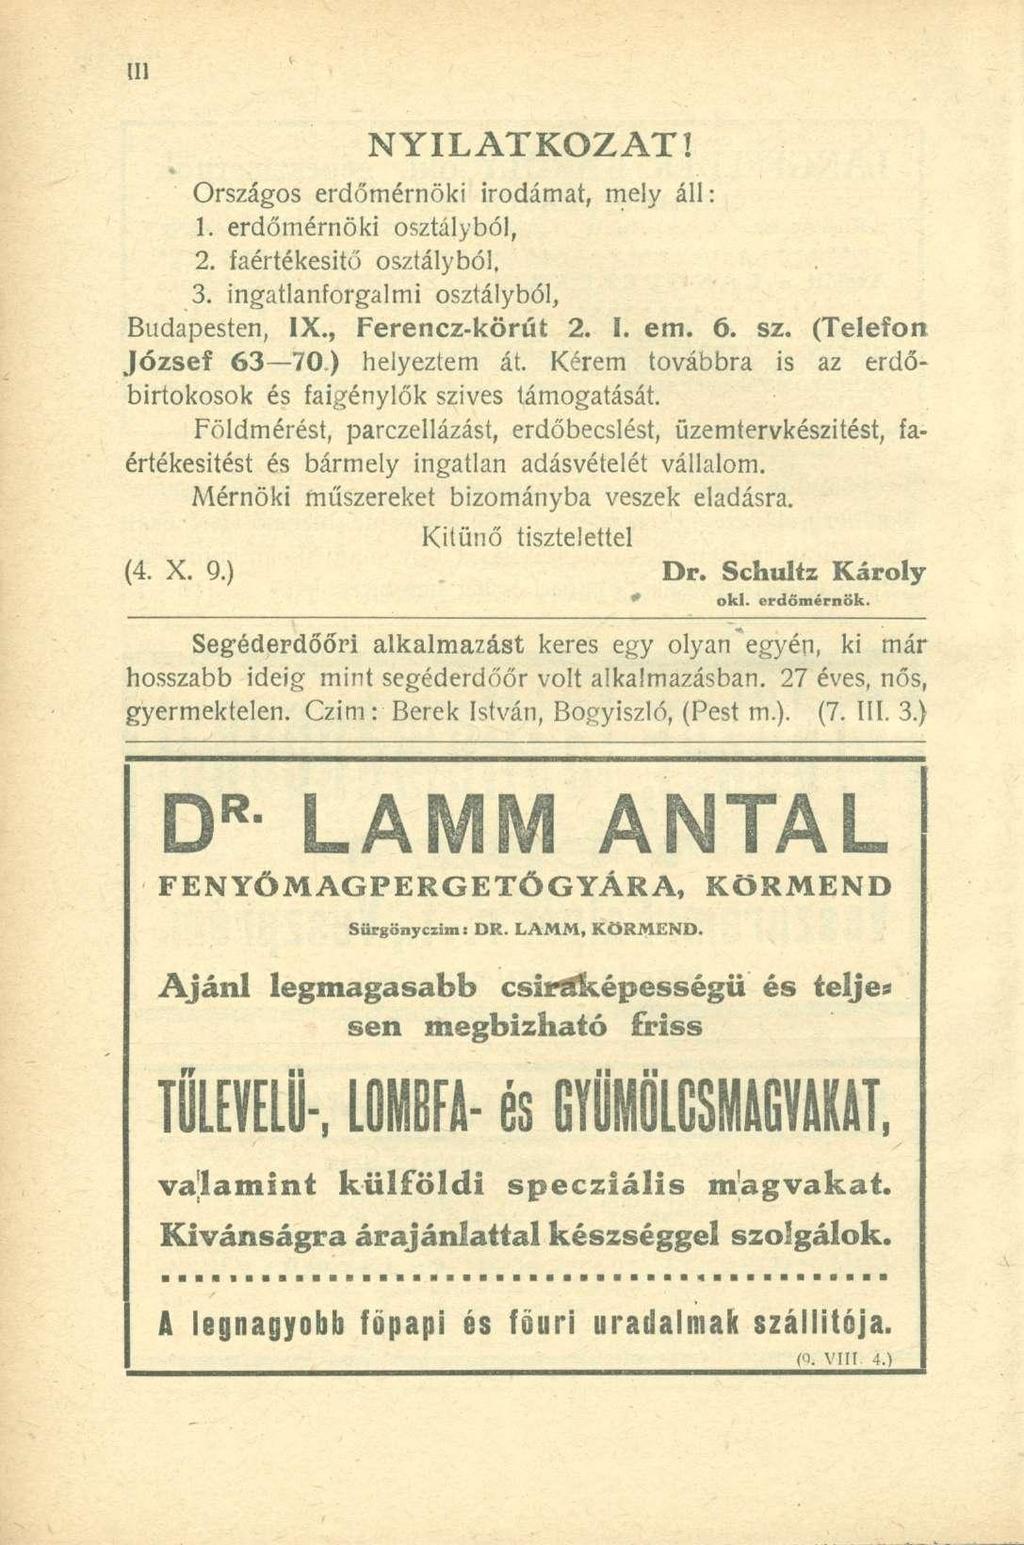 III
NYILATKOZAT!
Országos erdőmérnöki irodámat, mely áll:
1. erdőmérnöki osztályból,
2. faértékesitő osztályból,
3. ingatlanforgalmi osztályból,
Budapesten, IX., Ferencz-körút 2. I. em. 6. sz. (Telefon
József 63—70.) helyeztem át. Kérem továbbra is az erdő-
birtokosok és faigénylők szives támogatását.
Földmérést, parczellázást, erdőbecslést, üzemtervkészitést, fa-
értékesitést és bármely ingatlan adásvételét vállalom.
Mérnöki műszereket bizományba veszek eladásra.
Kitünő tisztelettel
(4. X. 9.) Dr. Schultz Károly
okl. erdőmérnök.
Segéderdőőri alkalmazást keres egy olyan egyén, ki már
hosszabb ideig mint segéderdőőr volt alkalmazásban. 27 éves, nős,
gyermektelen. Czim: Berek István, Bogyiszló, (Pest m.). (7. III. 3.)
DR. LAMM ANTAL
FENYŐMAGPERGETŐGYÁRA, KÖRMEND
Sürgönyczim: DR. LAMM, KÖRMEND.
Ajánl legmagasabb csiraképességü és telje-
sen megbizható friss
TŰLEVELÜ-, LOMBFA- és GYÜMÖLCSMAGVAKAT,
valamint külföldi specziális magvakat.
Kivánságra árajánlattal készséggel szolgálok.
A legnagyobb főpapi és főuri uradalmak szállitója.
(9. VIII. 4.)